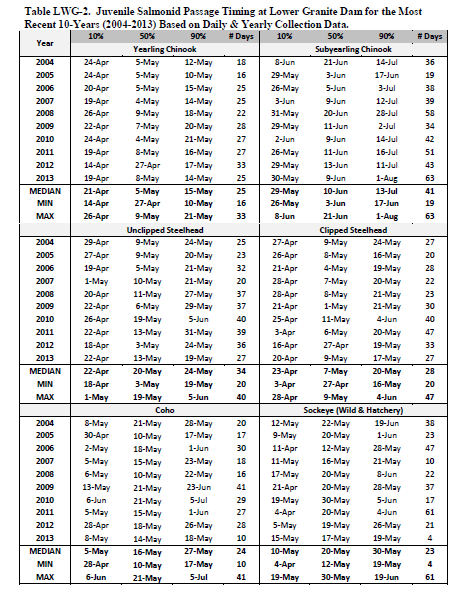 Table LWG-2. Juvenile Salmonid Passage Timing at Lower Granite Dam for the Most
Recent 10-Years (2004-2013) Based on Daily & Yearly Collection Data.
Year 10% 50% 90% # Days 10% 50% 90% # Days
Yearling Chinook Subyearling Chinook
2004 24-Apr 5-May 12-May 18 8-Jun 21-Jun 14-Jul 36
2005 24-Apr 5-May 10-May 16 29-May 3-Jun 17-Jun 19
2006 20-Apr 5-May 15-May 25 26-May 5-Jun 3-Jul 38
2007 19-Apr 4-May 14-May 25 3-Jun 9-Jun 12-Jul 39
2008 26-Apr 9-May 18-May 22 31-May 20-Jun 28-Jul 58
2009 22-Apr 7-May 20-May 28 29-May 11-Jun 2-Jul 34
2010 24-Apr 4-May 21-May 27 2-Jun 9-Jun 14-Jul 42
2011 19-Apr 8-May 16-May 27 26-May 11-Jun 16-Jul 51
2012 14-Apr 27-Apr 17-May 33 29-May 13-Jun 11-Jul 43
2013 19-Apr 8-May 14-May 25 30-May 9-Jun 1-Aug 63
MEDIAN 21-Apr 5-May 15-May 25 29-May 10-Jun 13-Jul 41
MIN 14-Apr 27-Apr 10-May 16 26-May 3-Jun 17-Jun 19
MAX 26-Apr 9-May 21-May 33 8-Jun 21-Jun 1-Aug 63
Unclipped Steelhead Clipped Steelhead
2004 29-Apr 9-May 24-May 25 27-Apr 9-May 24-May 27
2005 27-Apr 9-May 20-May 23 26-Apr 8-May 16-May 20
2006 19-Apr 5-May 21-May 32 21-Apr 4-May 19-May 28
2007 1-May 10-May 21-May 20 28-Apr 7-May 20-May 22
2008 20-Apr 11-May 27-May 37 28-Apr 8-May 21-May 23
2009 22-Apr 6-May 29-May 37 21-Apr 1-May 21-May 30
2010 26-Apr 19-May 5-Jun 40 25-Apr 11-May 4-Jun 40
2011 22-Apr 13-May 31-May 39 3-Apr 6-May 20-May 47
2012 18-Apr 3-May 24-May 36 16-Apr 27-Apr 19-May 33
2013 22-Apr 13-May 19-May 27 20-Apr 9-May 17-May 27
MEDIAN 22-Apr 20-May 24-May 34 23-Apr 7-May 20-May 28
MIN 18-Apr 3-May 19-May 20 3-Apr 27-Apr 16-May 20
MAX 1-May 19-May 5-Jun 40 28-Apr 9-May 4-Jun 47
Coho Sockeye (Wild & Hatchery)
2004 8-May 21-May 28-May 20 12-May 22-May 19-Jun 38
2005 30-Apr 10-May 17-May 17 9-May 20-May 1-Jun 23
2006 2-May 18-May 1-Jun 30 11-Apr 12-May 28-May 47
2007 5-May 15-May 23-May 18 11-May 16-May 21-May 10
2008 6-May 10-May 22-May 16 17-May 20-May 8-Jun 22
2009 13-May 21-May 23-Jun 41 21-Apr 20-May 28-May 37
2010 6-Jun 21-May 5-Jul 29 19-May 30-May 5-Jun 17
2011 5-May 15-May 1-Jun 27 4-Apr 20-May 4-Jun 61
2012 28-Apr 18-May 26-May 28 5-May 19-May 26-May 21
2013 8-May 14-May 18-May 10 15-May 17-May 19-May 4
MEDIAN 5-May 16-May 27-May 24 10-May 20-May 30-May 23
MIN 28-Apr 10-May 17-May 10 4-Apr 12-May 19-May 4
MAX 6-Jun 21-May 5-Jul 41 19-May 30-May 19-Jun 61